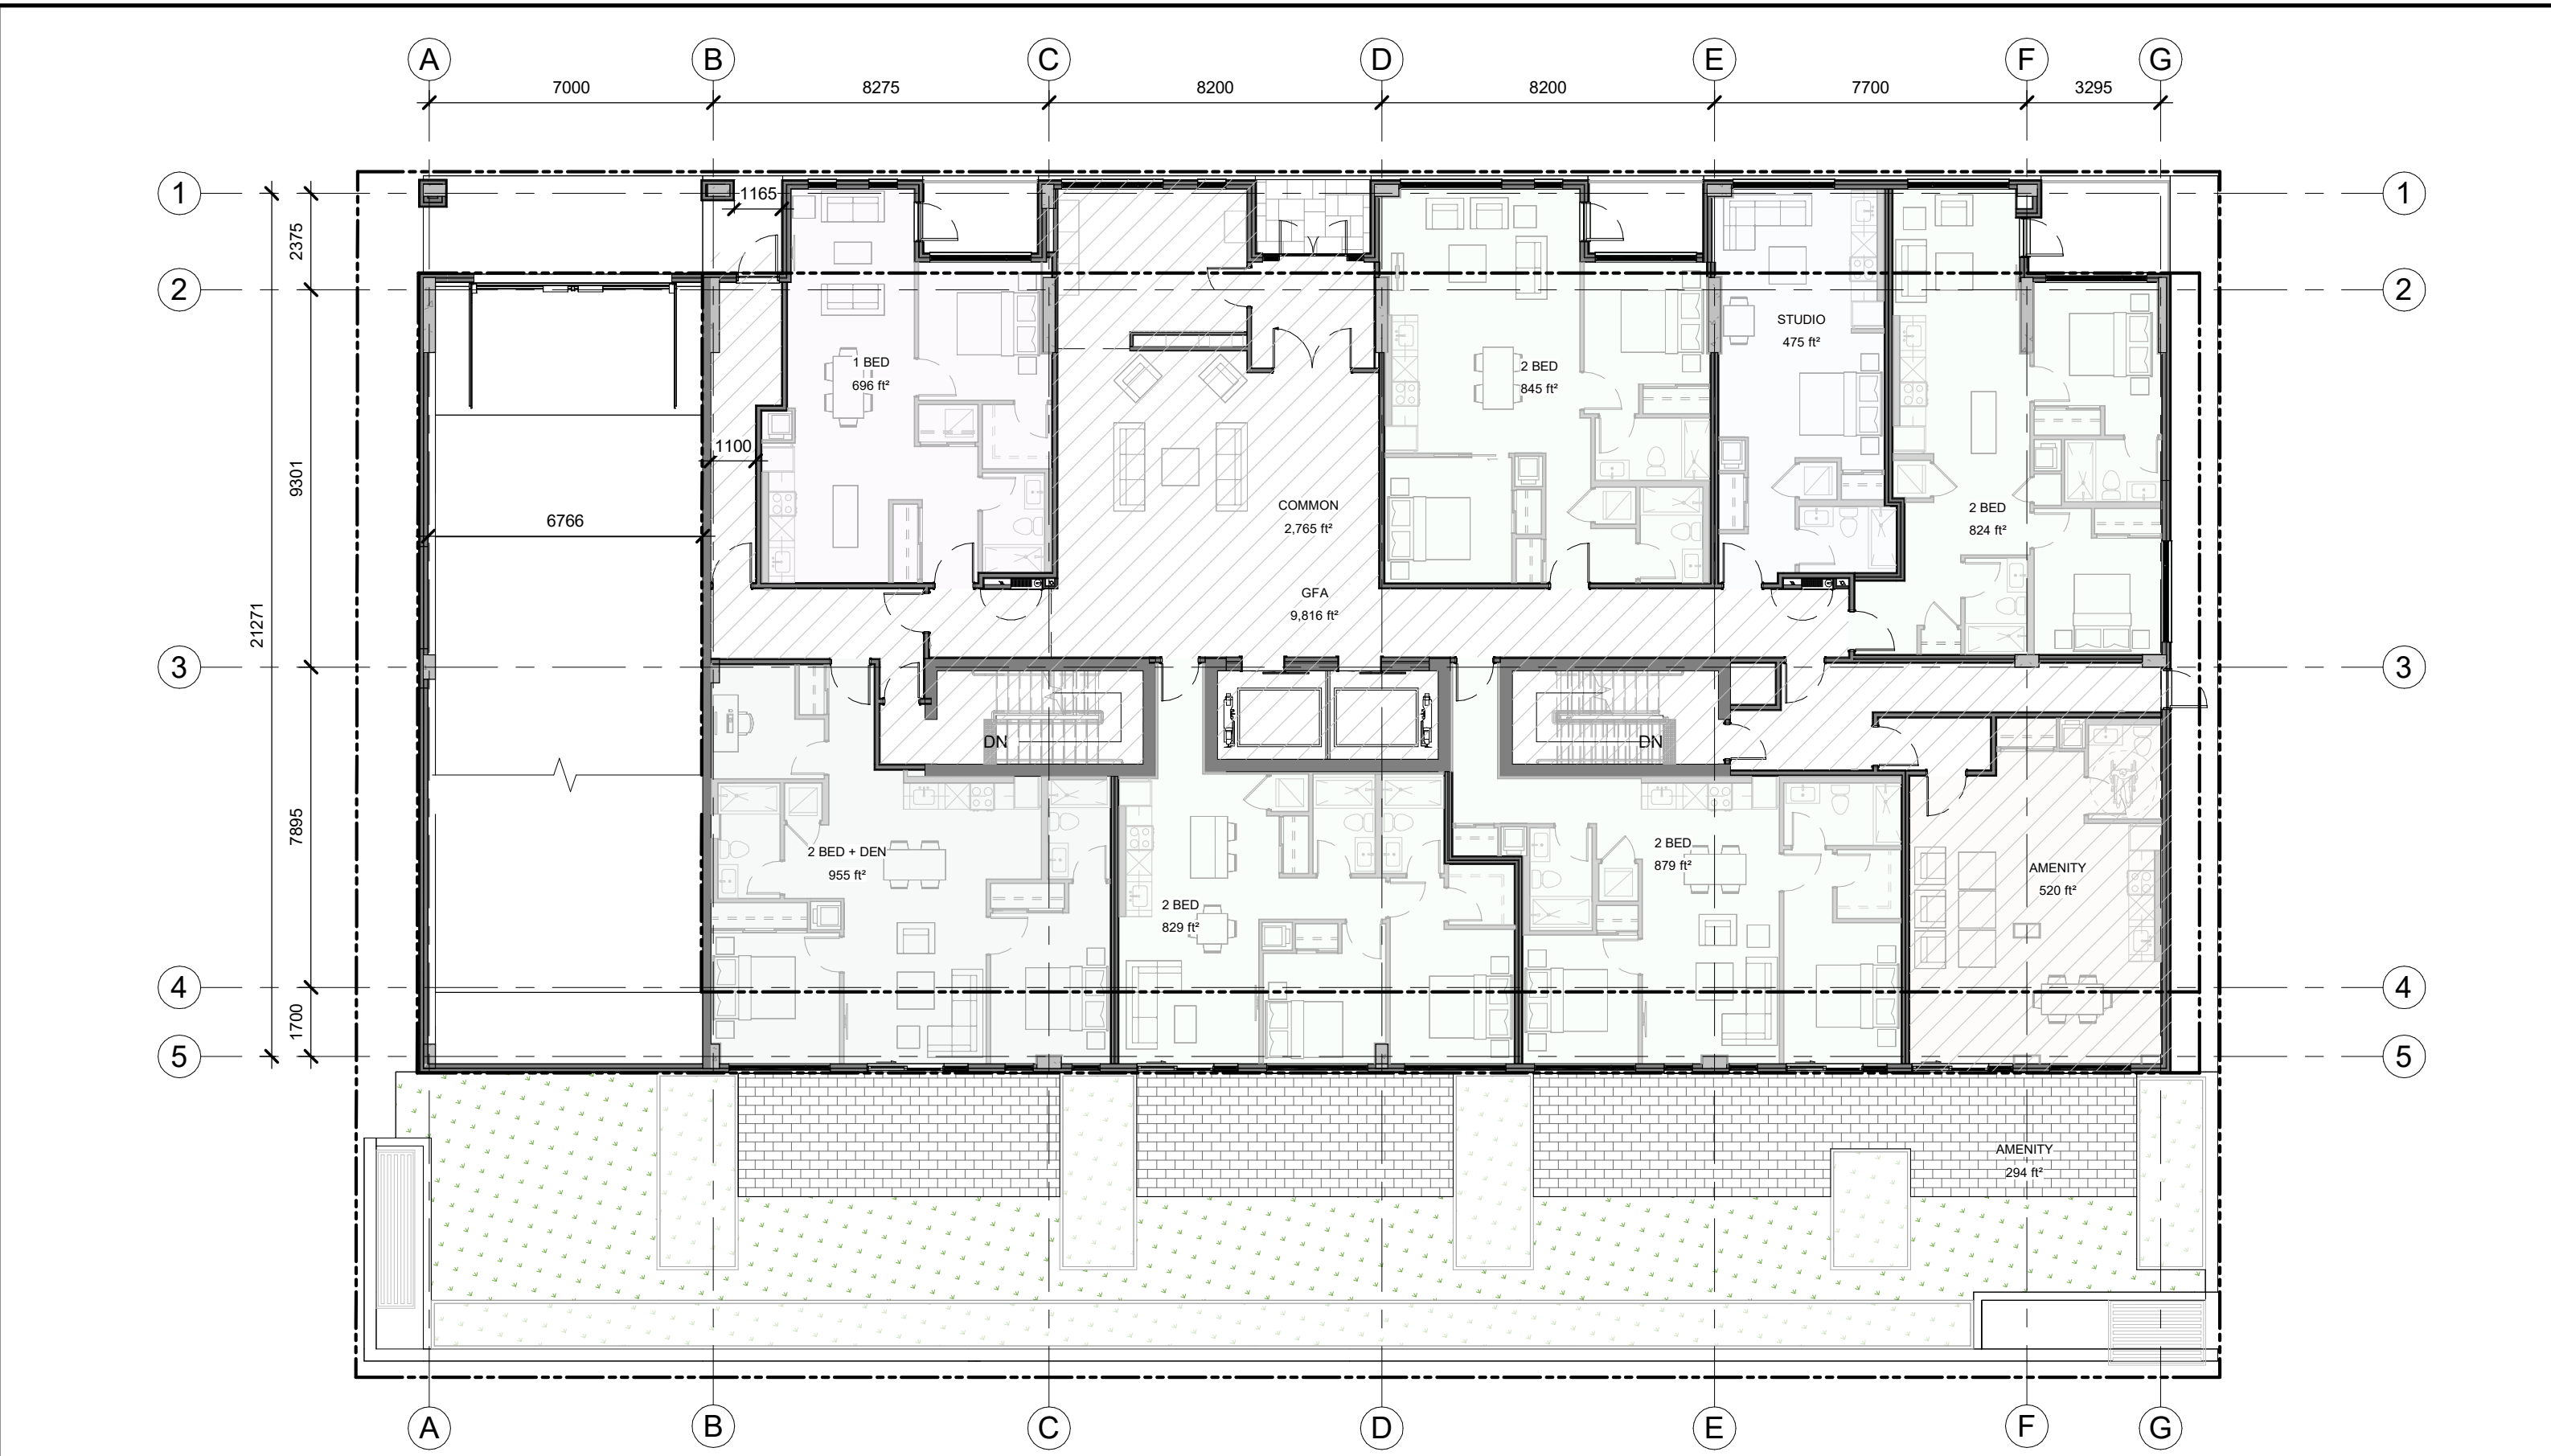 A B C D E F G
7000 8275 8200 8200 7700 3295
1 1
1165
2375
2 2
STUDIO
475 ft²
1 BED
696 ft²
2 BED
845 ft²
1100
9301
COMMON
2,765 ft²
2 BED
824 ft²
6766
GFA
9,816 ft²
21271
3 3
DN DN
7895
2 BED + DEN
955 ft²
2 BED
829 ft²
2 BED
879 ft²
AMENITY
520 ft²
4 4
1700
5 5
AMENITY
294 ft²
A B C D E F G